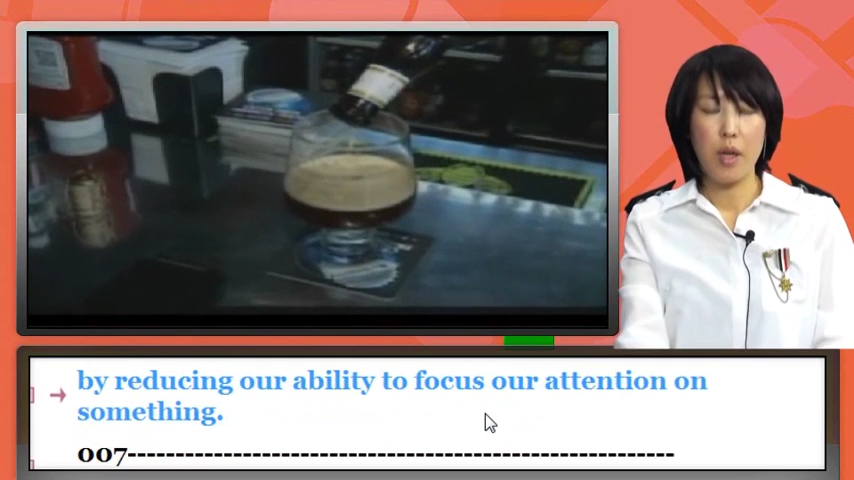 by reducing our ability to focus our attention on
something.
007---------------------------------------------------------